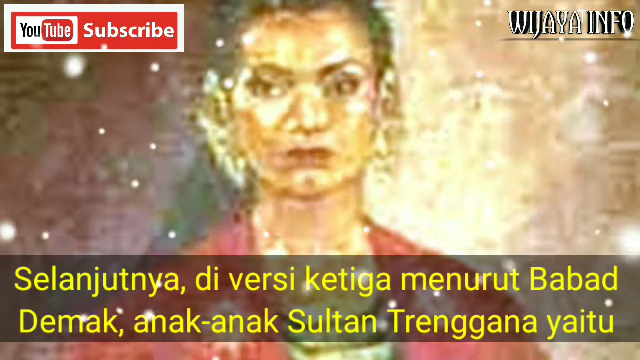 YouTube Subscribe
WIJAYA INFO
Selanjutnya, di versi ketiga menurut Babad
Demak, anak-anak Sultan Trenggana yaitu